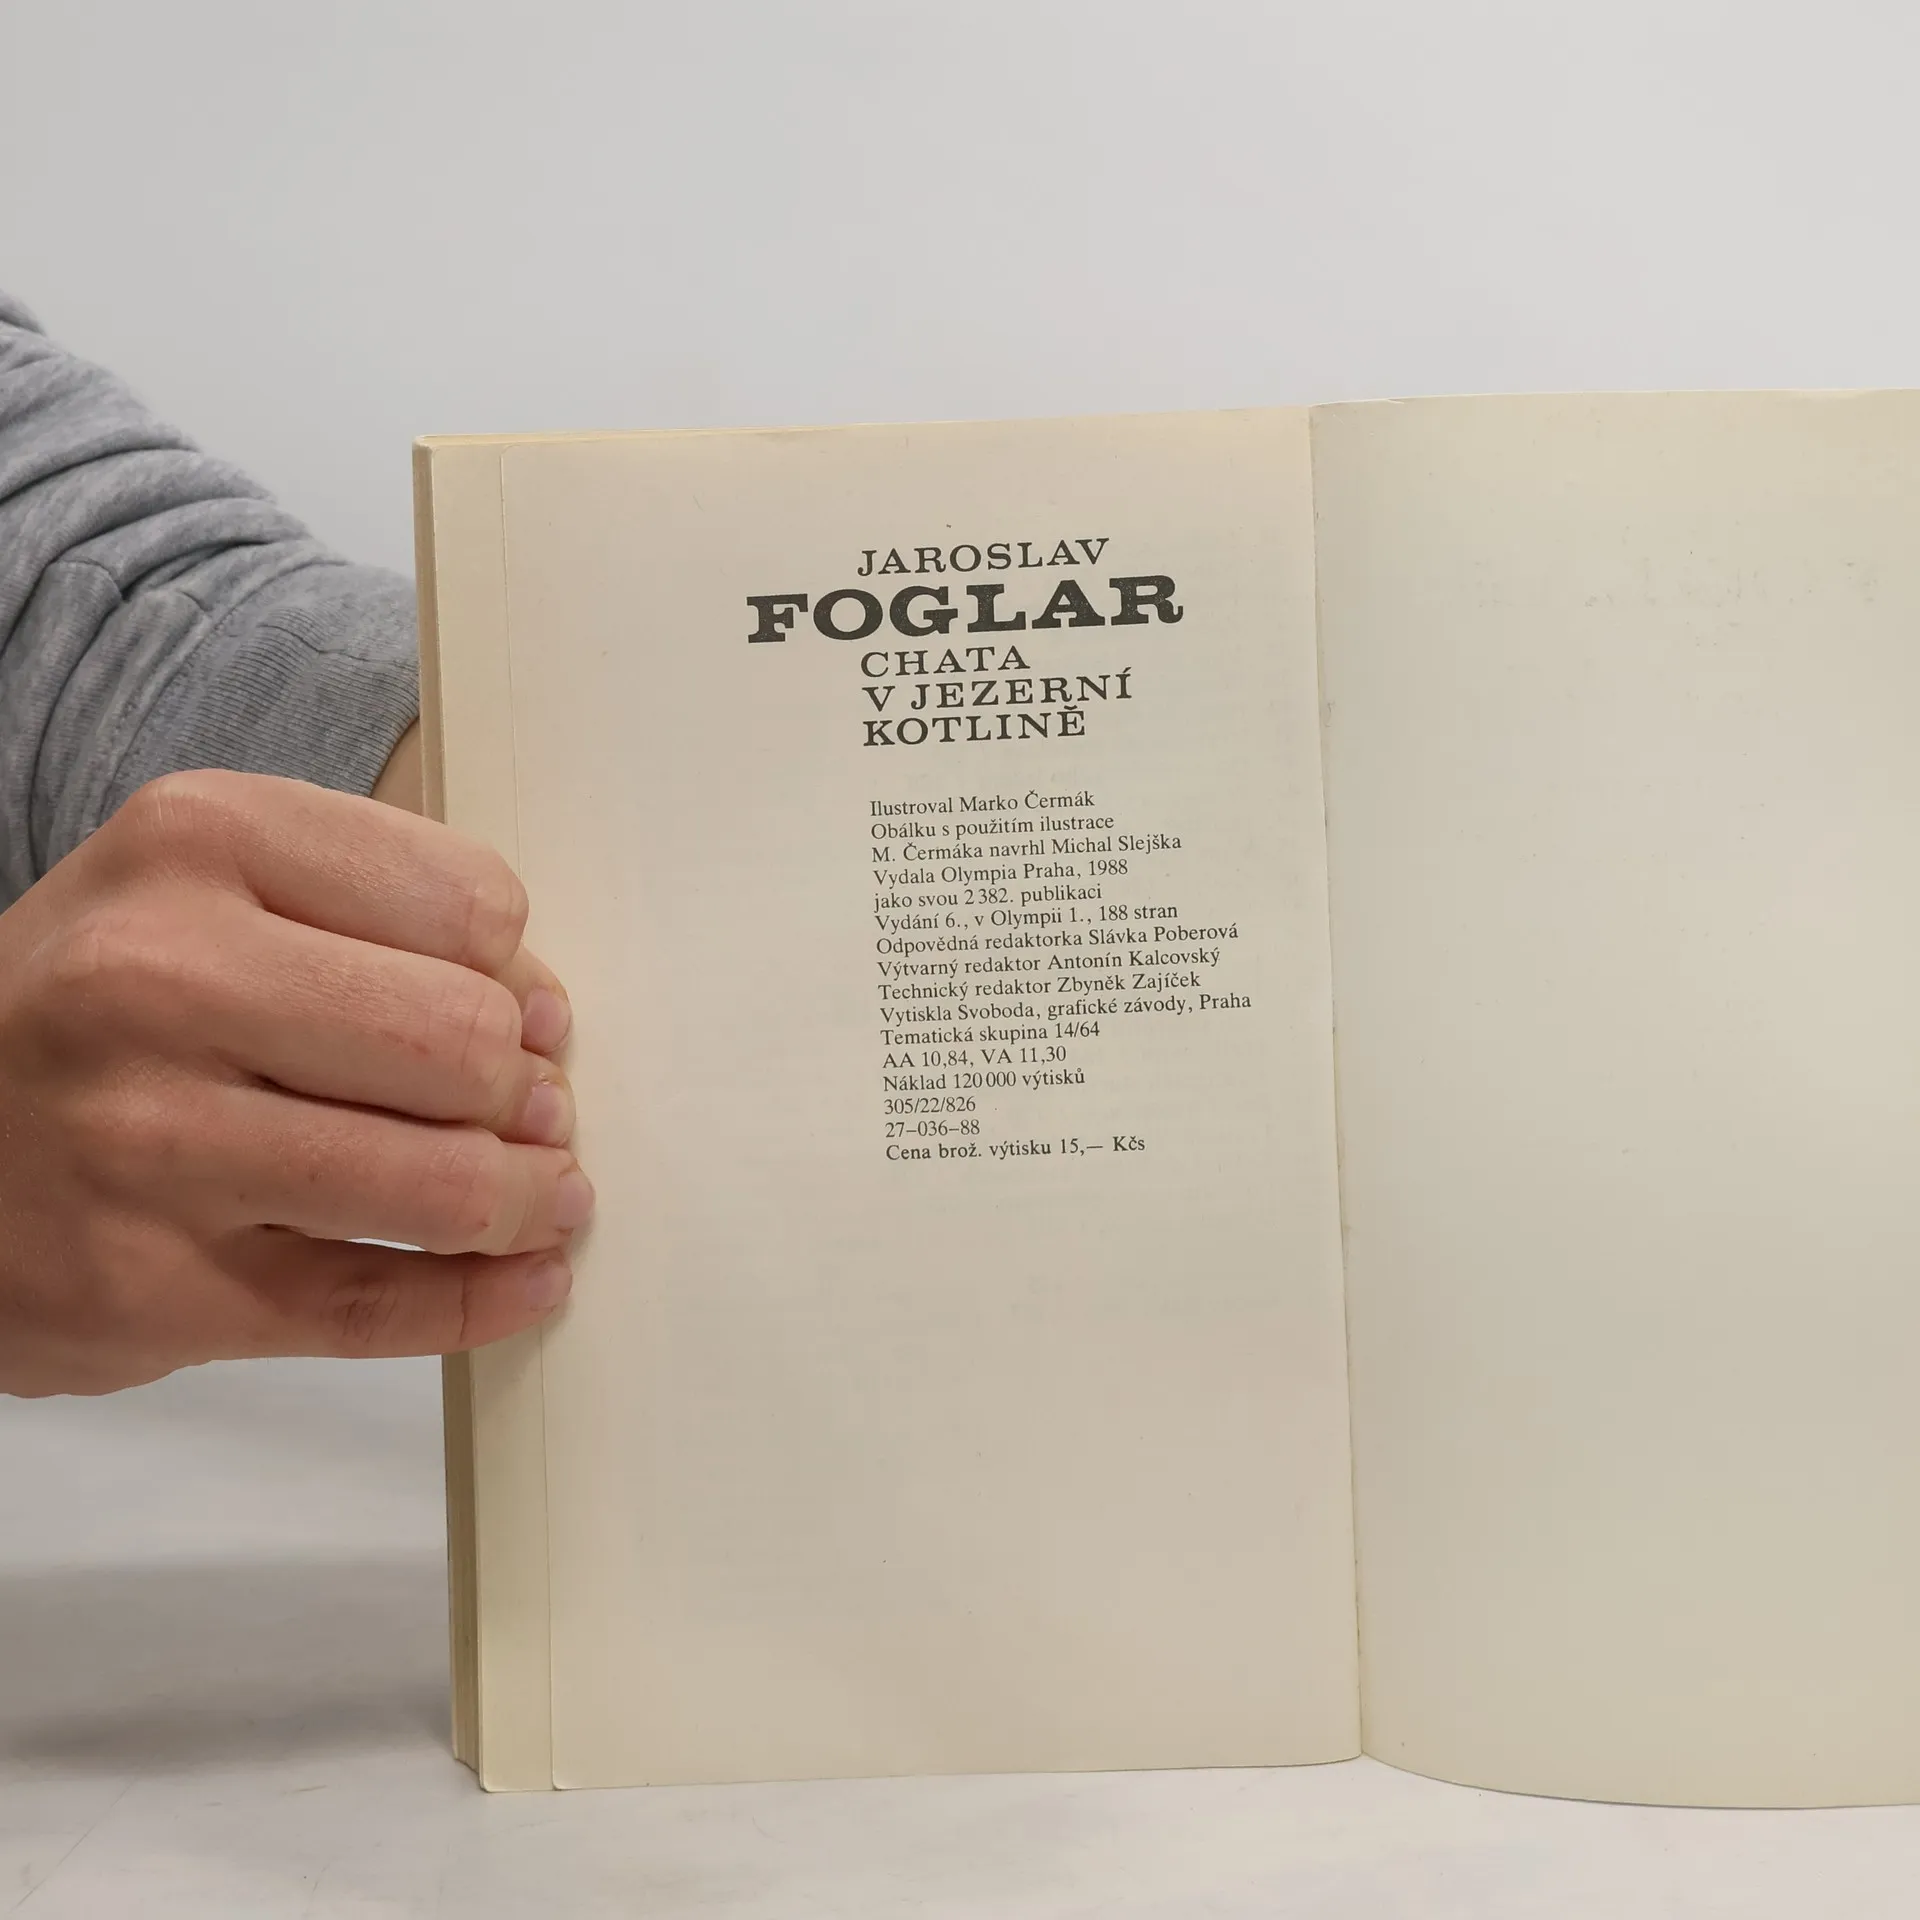 JAROSLAV
FOGLAR
CHATA
V JEZERNÍ
KOTLINĚ
Ilustroval Marko Čermák
Obálku s použitím ilustrace
M. Čermáka navrhl Michal Slejška
Vydala Olympia Praha, 1988
jako svou 2 382. publikaci
Vydání 6., v Olympii 1., 188 stran
Odpovědná redaktorka Slávka Poberová
Výtvarný redaktor Antonín Kalcovský
Technický redaktor Zbyněk Zajíček
Vytiskla Svoboda, grafické závody, Praha
Tematická skupina 14/64
AA 10,84, VA 11,30
Náklad 120 000 výtisků
305/22/826
27–036–88
Cena brož. výtisku 15,— Kčs